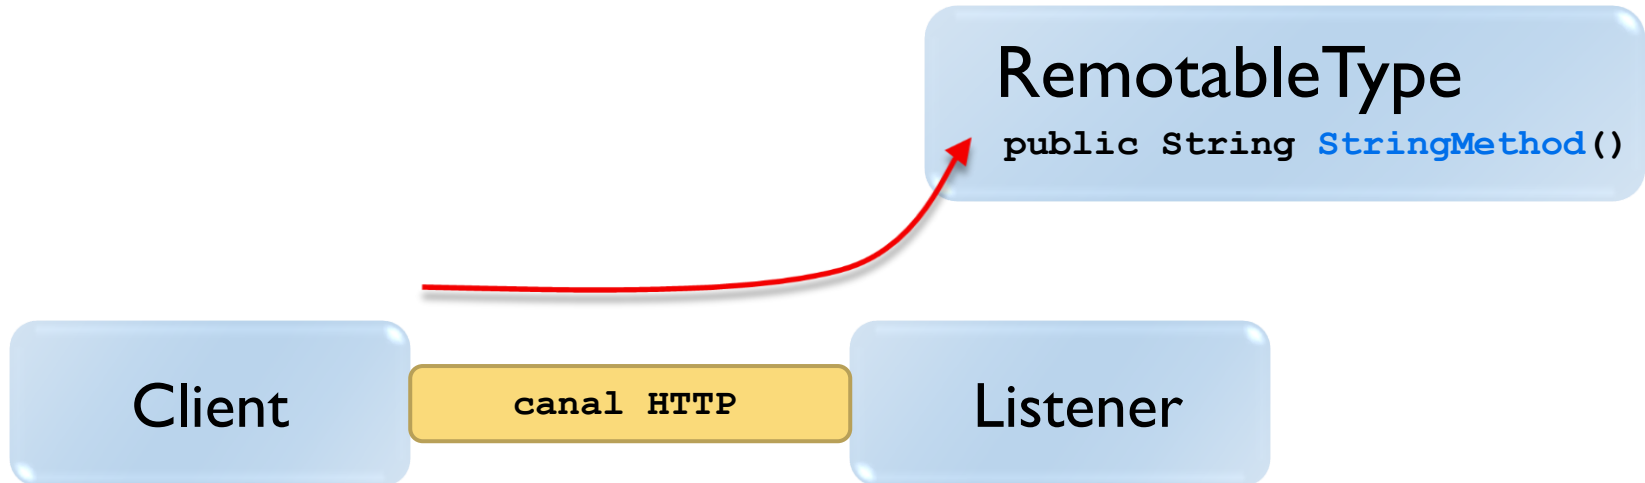 RemotableType
public String StringMethod()
Client
canal HTTP
Listener